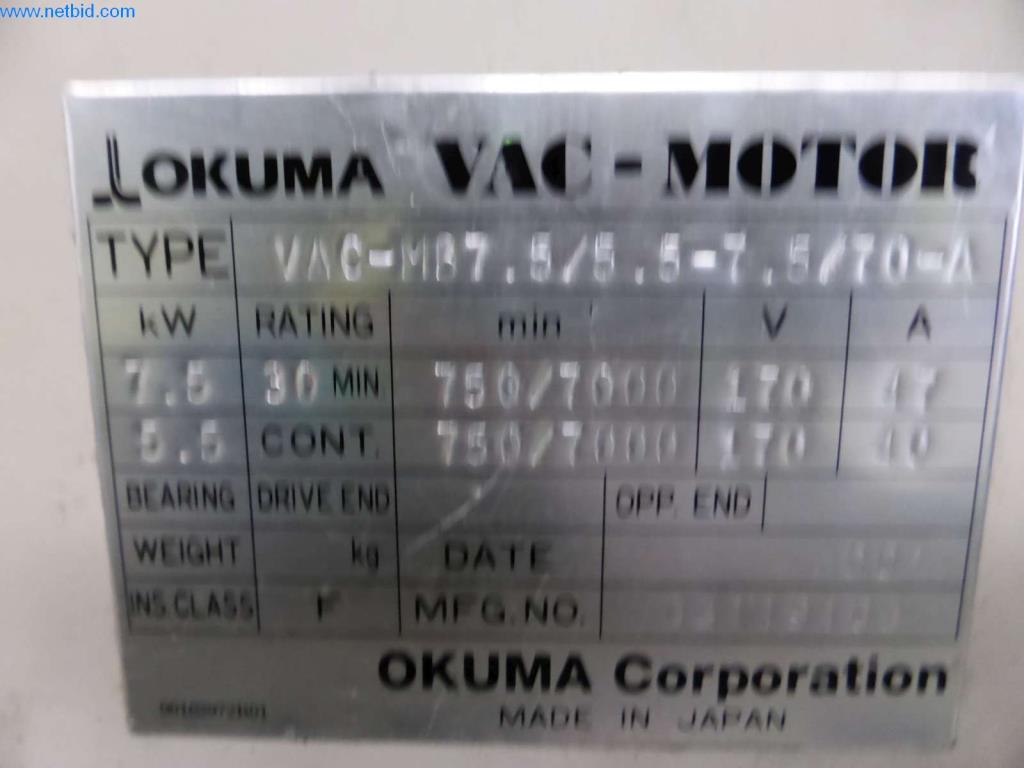 www.netbid.com
OKUMA VAC-MOTOR
TYPE VAC-MB7.5/5.5-7.5/70-A
kW RATING min V A
7.5 30 MIN. 750/7000 170 47
5.5 CONT. 750/7000 170 40
BEARING DRIVE END OPP. END
WEIGHT kg DATE
INS.CLASS F MFG.NO.
OKUMA Corporation
MADE IN JAPAN